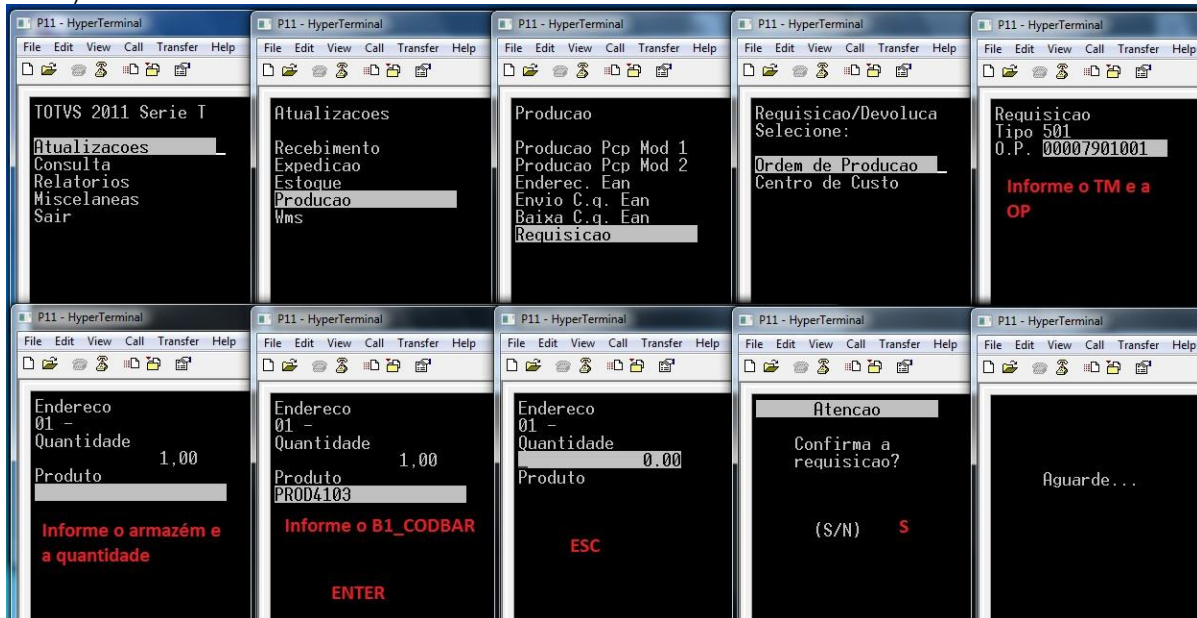 P11 - HyperTerminal
File Edit View Call Transfer Help
TOTVS 2011 Serie T
Atualizacoes
Consulta
Relatorios
Miscelaneas
Sair
P11 - HyperTerminal
File Edit View Call Transfer Help
Atualizacoes
Recebimento
Expedicao
Estoque
Producao
Wms
P11 - HyperTerminal
File Edit View Call Transfer Help
Producao
Producao Pcp Mod 1
Producao Pcp Mod 2
Enderec. Ean
Envio C.q. Ean
Baixa C.q. Ean
Requisicao
P11 - HyperTerminal
File Edit View Call Transfer Help
Requisicao/Devoluca
Selecione:
Ordem de Producao
Centro de Custo
P11 - HyperTerminal
File Edit View Call Transfer Help
Requisicao
Tipo 501
O.P. 00007901001
Informe o TM e a
OP
P11 - HyperTerminal
File Edit View Call Transfer Help
Endereco
01 -
Quantidade
1,00
Produto
Informe o armazém e
a quantidade
P11 - HyperTerminal
File Edit View Call Transfer Help
Endereco
01 -
Quantidade
1,00
Produto
PROD4103
Informe o B1_CODBAR
ENTER
P11 - HyperTerminal
File Edit View Call Transfer Help
Endereco
01 -
Quantidade
0.00
Produto
ESC
P11 - HyperTerminal
File Edit View Call Transfer Help
Atencao
Confirma a
requisicao?
(S/N) S
P11 - HyperTerminal
File Edit View Call Transfer Help
Aguarde...